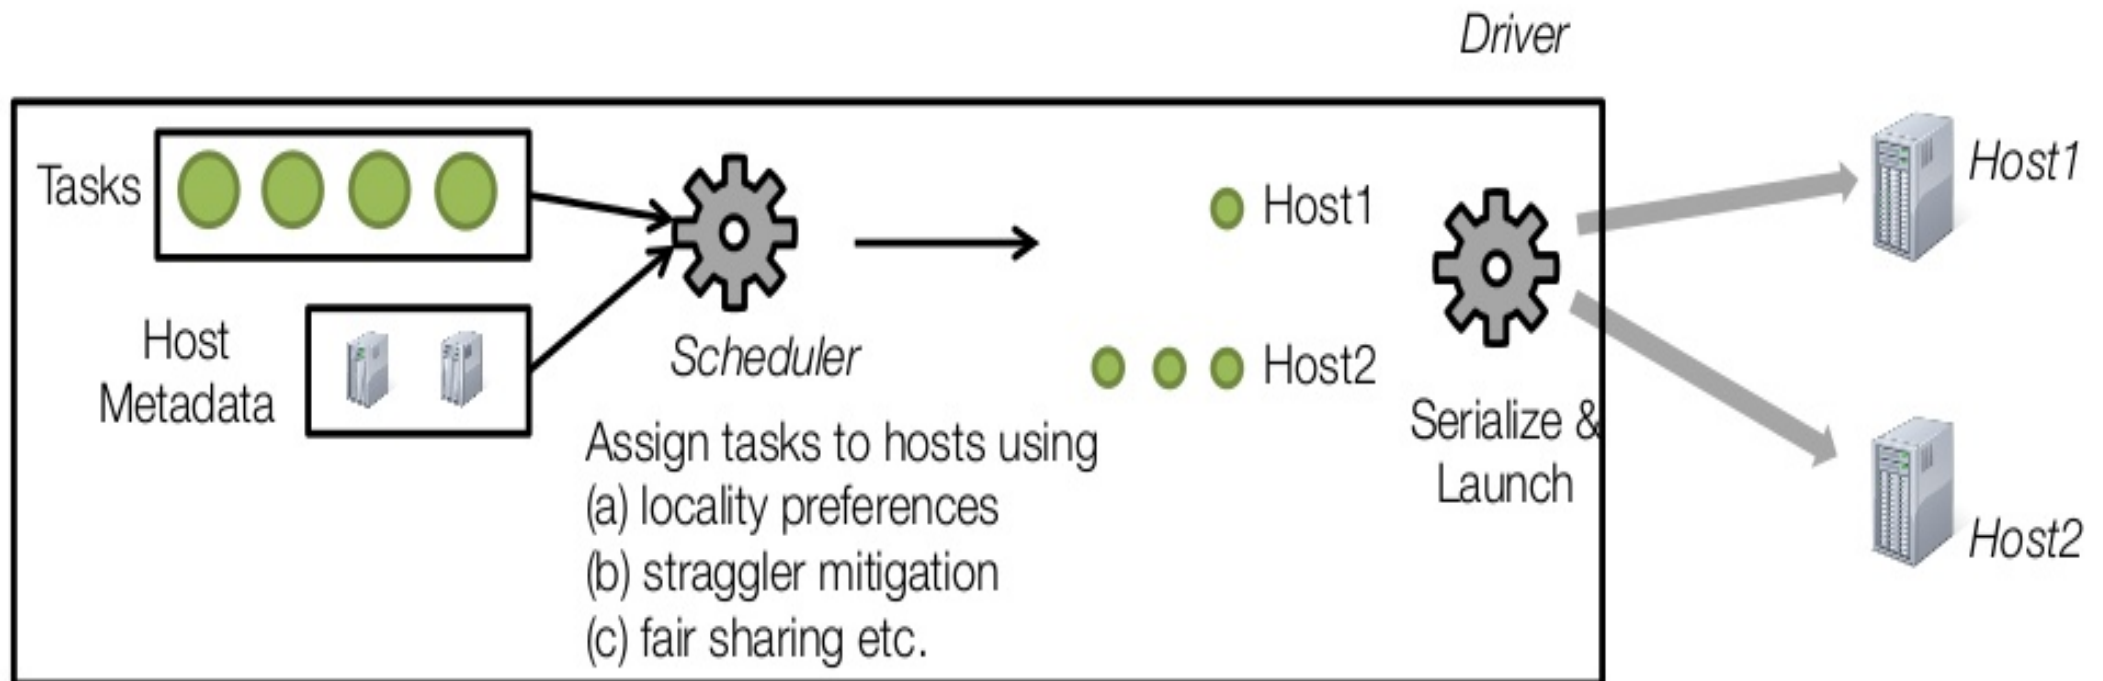 Driver
Tasks
Host
Metadata
Scheduler
Assign tasks to hosts using
(a) locality preferences
(b) straggler mitigation
(c) fair sharing etc.
Host1
Host2
Serialize &
Launch
Host1
Host2